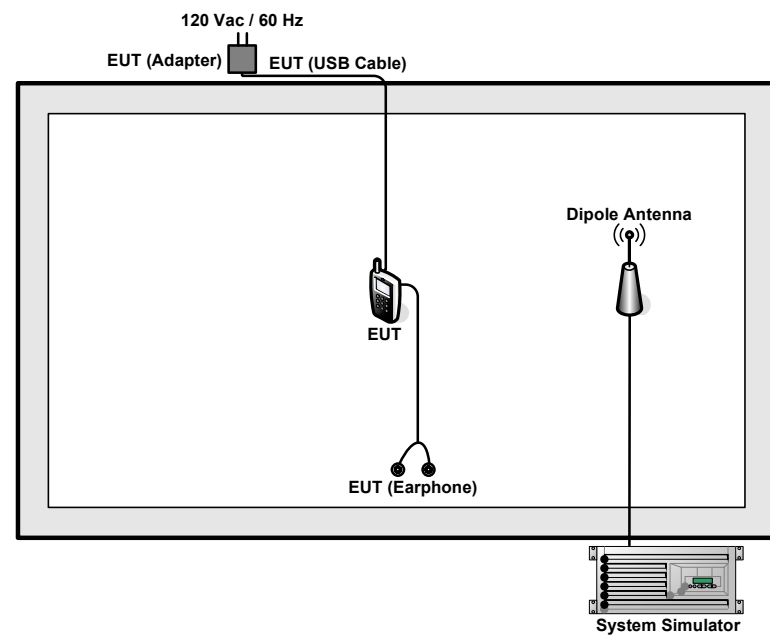 120 Vac / 60 Hz
EUT (Adapter)
EUT (USB Cable)
Dipole Antenna
EUT
EUT (Earphone)
System Simulator